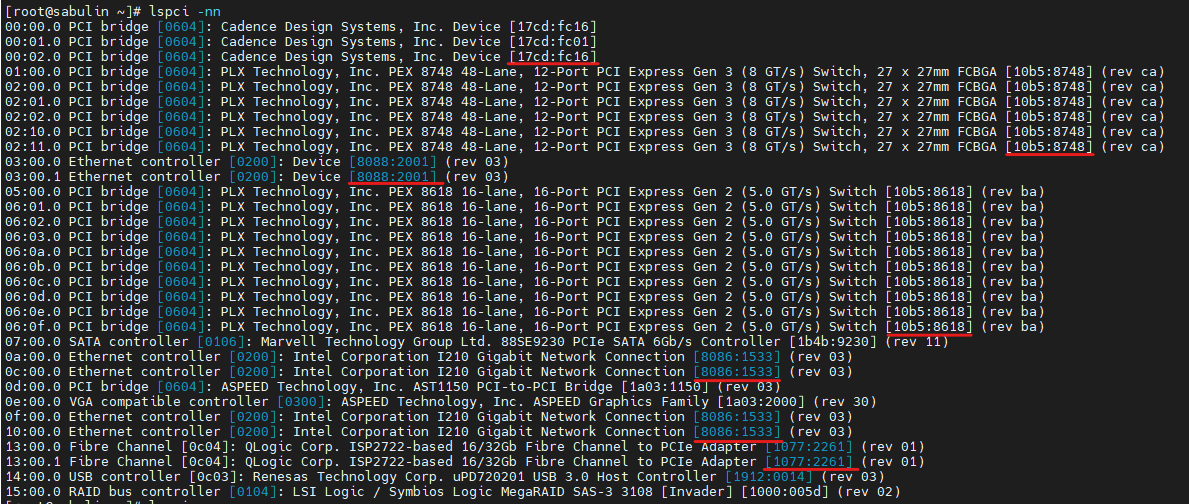 [root@sabulin ~]# lspci -nn
00:00.0 PCI bridge [0604]: Cadence Design Systems, Inc. Device [17cd:fc16]
00:01.0 PCI bridge [0604]: Cadence Design Systems, Inc. Device [17cd:fc01]
00:02.0 PCI bridge [0604]: Cadence Design Systems, Inc. Device [17cd:fc16]
01:00.0 PCI bridge [0604]: PLX Technology, Inc. PEX 8748 48-Lane, 12-Port PCI Express Gen 3 (8 GT/s) Switch, 27 x 27mm FCBGA [10b5:8748] (rev ca)
02:00.0 PCI bridge [0604]: PLX Technology, Inc. PEX 8748 48-Lane, 12-Port PCI Express Gen 3 (8 GT/s) Switch, 27 x 27mm FCBGA [10b5:8748] (rev ca)
02:01.0 PCI bridge [0604]: PLX Technology, Inc. PEX 8748 48-Lane, 12-Port PCI Express Gen 3 (8 GT/s) Switch, 27 x 27mm FCBGA [10b5:8748] (rev ca)
02:02.0 PCI bridge [0604]: PLX Technology, Inc. PEX 8748 48-Lane, 12-Port PCI Express Gen 3 (8 GT/s) Switch, 27 x 27mm FCBGA [10b5:8748] (rev ca)
02:10.0 PCI bridge [0604]: PLX Technology, Inc. PEX 8748 48-Lane, 12-Port PCI Express Gen 3 (8 GT/s) Switch, 27 x 27mm FCBGA [10b5:8748] (rev ca)
02:11.0 PCI bridge [0604]: PLX Technology, Inc. PEX 8748 48-Lane, 12-Port PCI Express Gen 3 (8 GT/s) Switch, 27 x 27mm FCBGA [10b5:8748] (rev ca)
03:00.0 Ethernet controller [0200]: Device [8088:2001] (rev 03)
03:00.1 Ethernet controller [0200]: Device [8088:2001] (rev 03)
05:00.0 PCI bridge [0604]: PLX Technology, Inc. PEX 8618 16-lane, 16-Port PCI Express Gen 2 (5.0 GT/s) Switch [10b5:8618] (rev ba)
06:01.0 PCI bridge [0604]: PLX Technology, Inc. PEX 8618 16-lane, 16-Port PCI Express Gen 2 (5.0 GT/s) Switch [10b5:8618] (rev ba)
06:02.0 PCI bridge [0604]: PLX Technology, Inc. PEX 8618 16-lane, 16-Port PCI Express Gen 2 (5.0 GT/s) Switch [10b5:8618] (rev ba)
06:03.0 PCI bridge [0604]: PLX Technology, Inc. PEX 8618 16-lane, 16-Port PCI Express Gen 2 (5.0 GT/s) Switch [10b5:8618] (rev ba)
06:0a.0 PCI bridge [0604]: PLX Technology, Inc. PEX 8618 16-lane, 16-Port PCI Express Gen 2 (5.0 GT/s) Switch [10b5:8618] (rev ba)
06:0b.0 PCI bridge [0604]: PLX Technology, Inc. PEX 8618 16-lane, 16-Port PCI Express Gen 2 (5.0 GT/s) Switch [10b5:8618] (rev ba)
06:0c.0 PCI bridge [0604]: PLX Technology, Inc. PEX 8618 16-lane, 16-Port PCI Express Gen 2 (5.0 GT/s) Switch [10b5:8618] (rev ba)
06:0d.0 PCI bridge [0604]: PLX Technology, Inc. PEX 8618 16-lane, 16-Port PCI Express Gen 2 (5.0 GT/s) Switch [10b5:8618] (rev ba)
06:0e.0 PCI bridge [0604]: PLX Technology, Inc. PEX 8618 16-lane, 16-Port PCI Express Gen 2 (5.0 GT/s) Switch [10b5:8618] (rev ba)
06:0f.0 PCI bridge [0604]: PLX Technology, Inc. PEX 8618 16-lane, 16-Port PCI Express Gen 2 (5.0 GT/s) Switch [10b5:8618] (rev ba)
07:00.0 SATA controller [0106]: Marvell Technology Group Ltd. 88SE9230 PCIe SATA 6Gb/s Controller [1b4b:9230] (rev 11)
0a:00.0 Ethernet controller [0200]: Intel Corporation I210 Gigabit Network Connection [8086:1533] (rev 03)
0c:00.0 Ethernet controller [0200]: Intel Corporation I210 Gigabit Network Connection [8086:1533] (rev 03)
0d:00.0 PCI bridge [0604]: ASPEED Technology, Inc. AST1150 PCI-to-PCI Bridge [1a03:1150] (rev 03)
0e:00.0 VGA compatible controller [0300]: ASPEED Technology, Inc. ASPEED Graphics Family [1a03:2000] (rev 30)
0f:00.0 Ethernet controller [0200]: Intel Corporation I210 Gigabit Network Connection [8086:1533] (rev 03)
10:00.0 Ethernet controller [0200]: Intel Corporation I210 Gigabit Network Connection [8086:1533] (rev 03)
13:00.0 Fibre Channel [0c04]: QLogic Corp. ISP2722-based 16/32Gb Fibre Channel to PCIe Adapter [1077:2261] (rev 01)
13:00.1 Fibre Channel [0c04]: QLogic Corp. ISP2722-based 16/32Gb Fibre Channel to PCIe Adapter [1077:2261] (rev 01)
14:00.0 USB controller [0c03]: Renesas Technology Corp. uPD720201 USB 3.0 Host Controller [1912:0014] (rev 03)
15:00.0 RAID bus controller [0104]: LSI Logic / Symbios Logic MegaRAID SAS-3 3108 [Invader] [1000:005d] (rev 02)